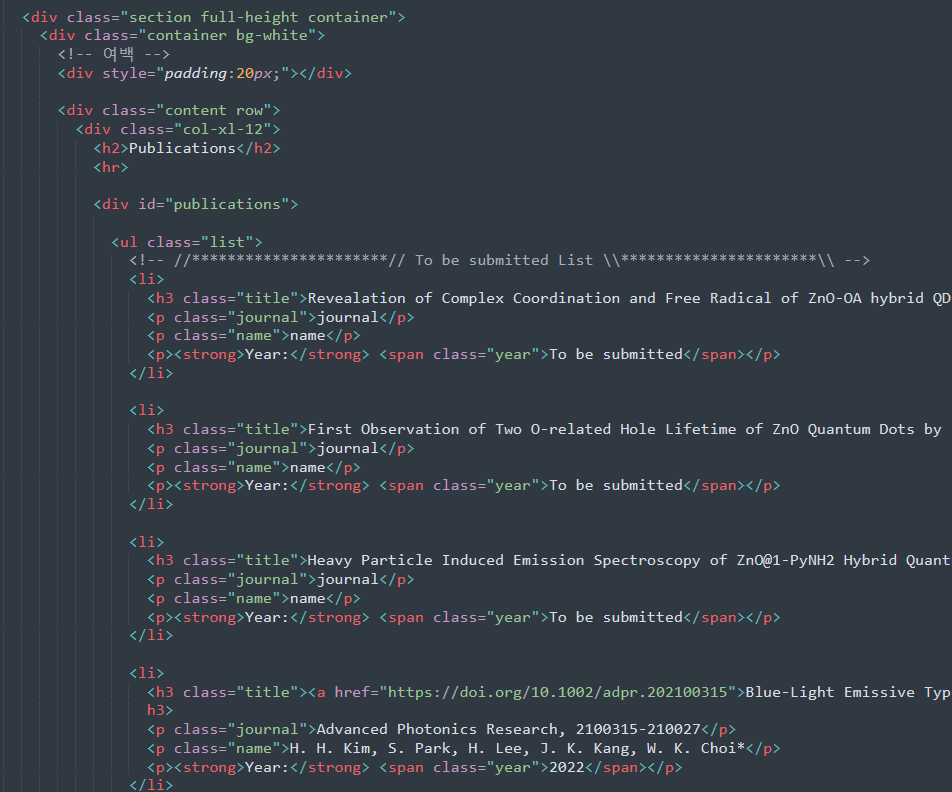 <div class="section full-height container">
<div class="container bg-white">
<!-- 여백 -->
<div style="padding:20px;"></div>
<div class="content row">
<div class="col-xl-12">
<h2>Publications</h2>
<hr>
<div id="publications">
<ul class="list">
<!-- //**********************// To be submitted List \\**********************\\ -->
<li>
<h3 class="title">Revealation of Complex Coordination and Free Radical of ZnO-OA hybrid QD
<p class="journal">journal</p>
<p class="name">name</p>
<p><strong>Year:</strong> <span class="year">To be submitted</span></p>
</li>
<li>
<h3 class="title">First Observation of Two O-related Hole Lifetime of ZnO Quantum Dots by
<p class="journal">journal</p>
<p class="name">name</p>
<p><strong>Year:</strong> <span class="year">To be submitted</span></p>
</li>
<li>
<h3 class="title">Heavy Particle Induced Emission Spectroscopy of ZnO@1-PyNH2 Hybrid Quant
<p class="journal">journal</p>
<p class="name">name</p>
<p><strong>Year:</strong> <span class="year">To be submitted</span></p>
</li>
<li>
<h3 class="title"><a href="https://doi.org/10.1002/adpr.202100315">Blue-Light Emissive Typ
h3>
<p class="journal">Advanced Photonics Research, 2100315-210027</p>
<p class="name">H. H. Kim, S. Park, H. Lee, J. K. Kang, W. K. Choi*</p>
<p><strong>Year:</strong> <span class="year">2022</span></p>
</li>